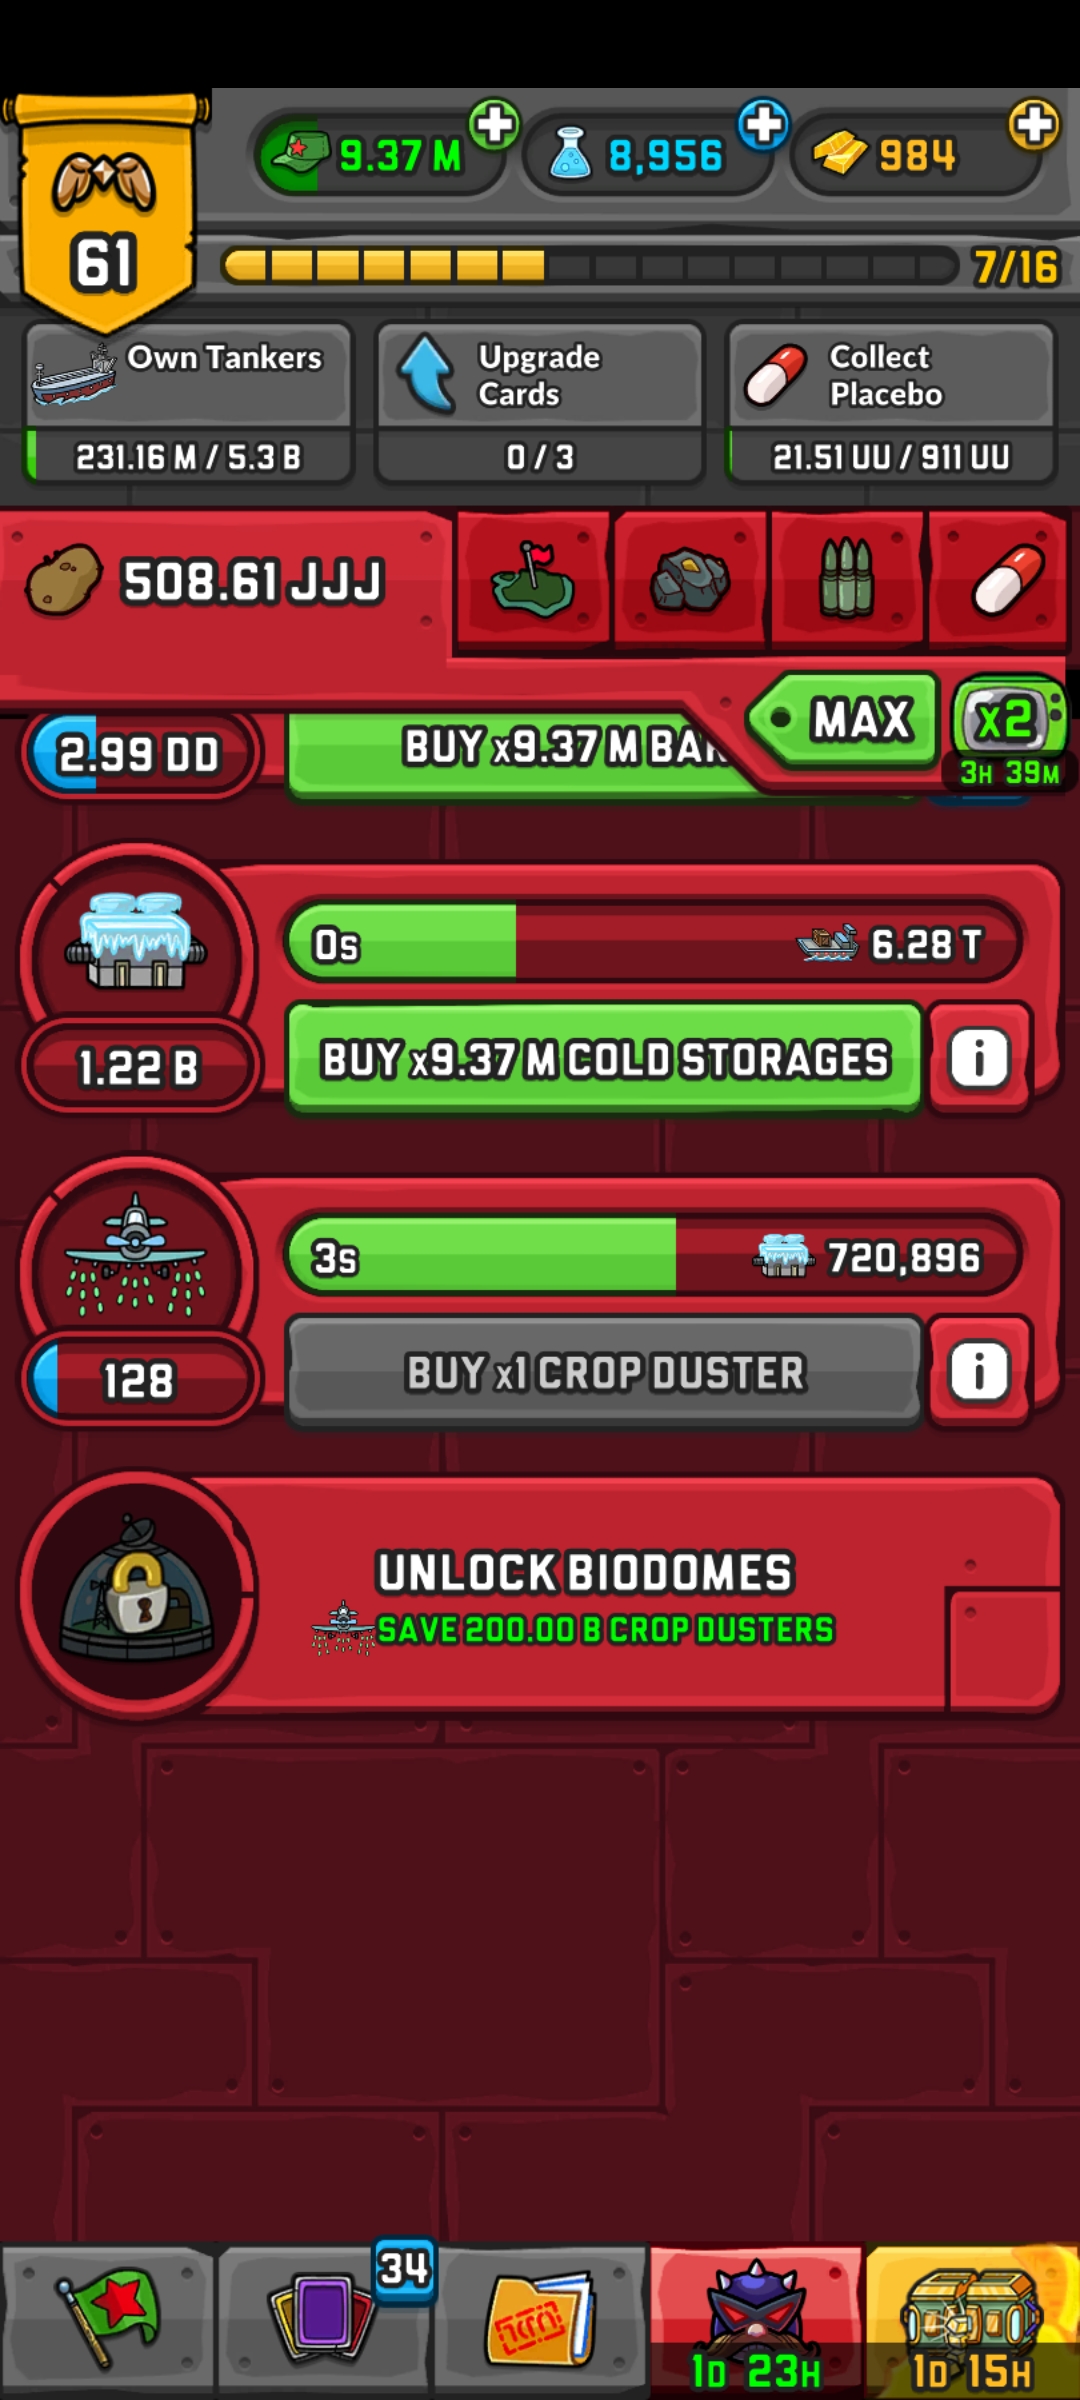 9.37 M
8,956
984
61
7/16
Own Tankers
231.16 M / 5.3 B
Upgrade
Cards
0 / 3
Collect
Placebo
21.51 UU / 911 UU
508.61 JJJ
MAX
x2
3H 39M
2.99 DD
BUY x9.37 M
0s
6.28 T
1.22 B
BUY x9.37 M COLD STORAGES
i
3s
720,896
128
BUY x1 CROP DUSTER
i
UNLOCK BIODOMES
SAVE 200.00 B CROP DUSTERS
34
1D 23H
1D 15H